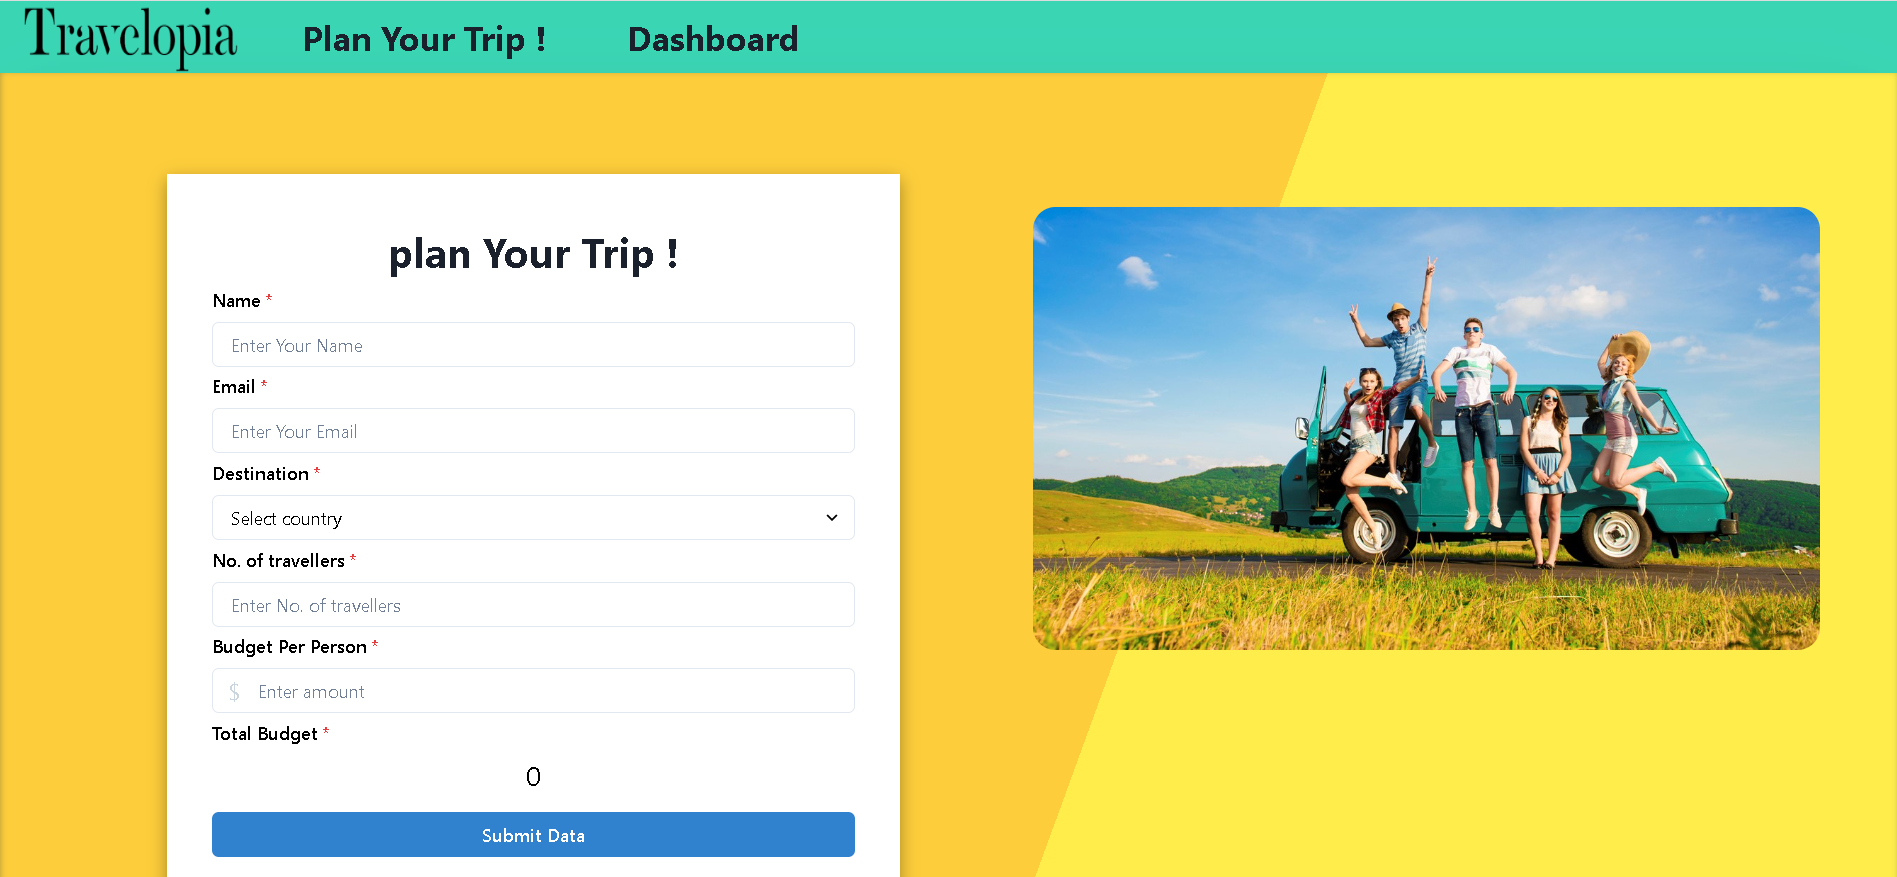 Travelopia Plan Your Trip ! Dashboard
plan Your Trip !
Name *
Enter Your Name
Email *
Enter Your Email
Destination *
Select country
No. of travellers *
Enter No. of travellers
Budget Per Person *
$ Enter amount
Total Budget *
0
Submit Data